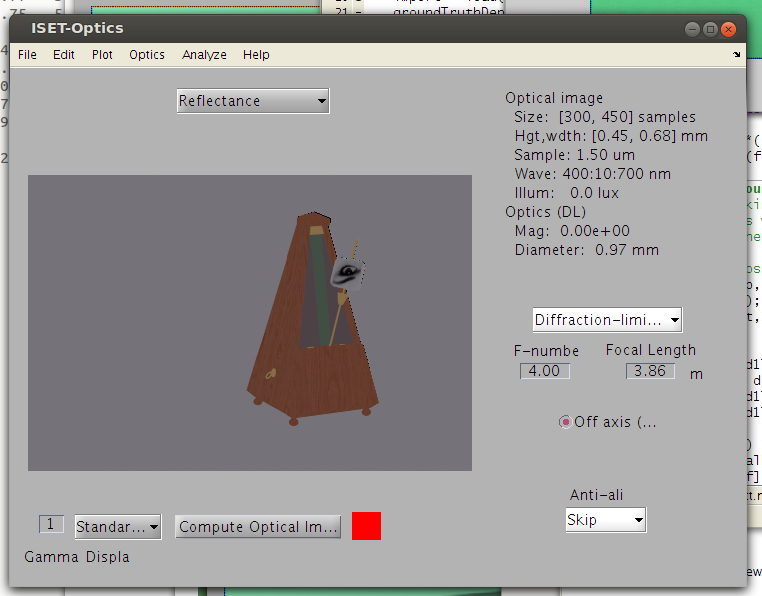 ISET-Optics
File Edit Plot Optics Analyze Help
Reflectance
Optical image
Size: [300, 450] samples
Hgt,wdth: [0.45, 0.68] mm
Sample: 1.50 um
Wave: 400:10:700 nm
Illum: 0.0 lux
Optics (DL)
Mag: 0.00e+00
Diameter: 0.97 mm
Diffraction-limi...
F-numbe Focal Length
4.00 3.86 m
Off axis (...
Anti-ali
Skip
1 Standar... Compute Optical Im...
Gamma Displa